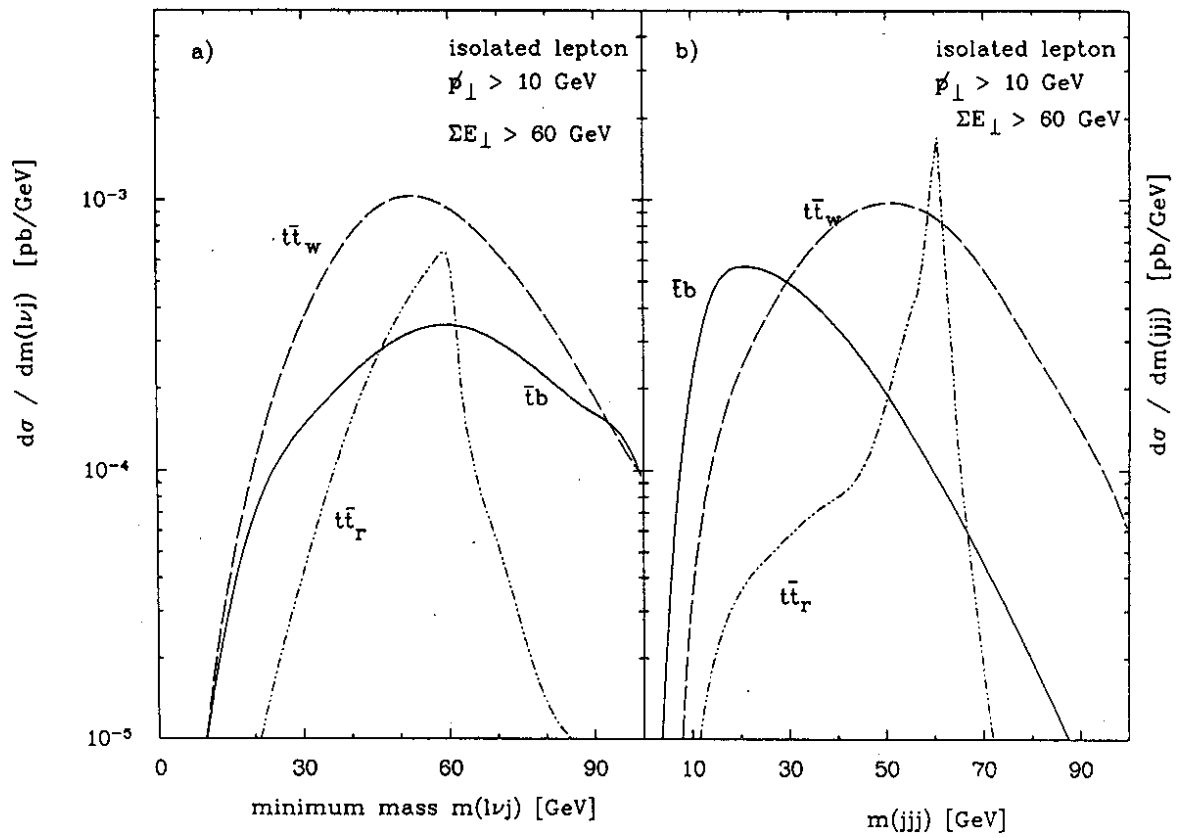 a)
isolated lepton
p̸⊥ > 10 GeV
ΣE⊥ > 60 GeV
b)
isolated lepton
p̸⊥ > 10 GeV
ΣE⊥ > 60 GeV
dσ / dm(lνj) [pb/GeV]
10⁻³
10⁻⁴
10⁻⁵
tt̄w
t̄b
tt̄r
t̄b
tt̄w
tt̄r
dσ / dm(jjj) [pb/GeV]
0 30 60 90
10 30 50 70 90
minimum mass m(lνj) [GeV]
m(jjj) [GeV]